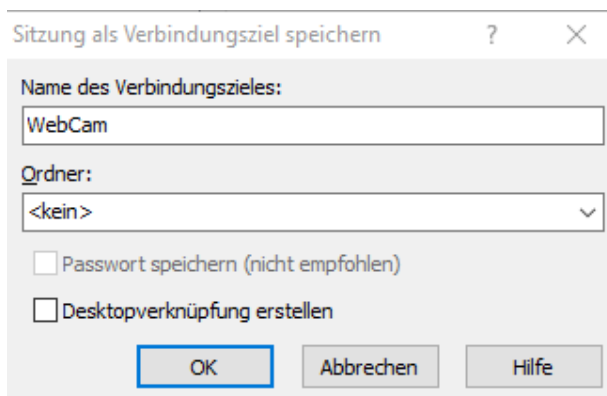 Sitzung als Verbindungsziel speichern ? ×
Name des Verbindungszieles:
WebCam
Ordner:
<kein>
Passwort speichern (nicht empfohlen)
Desktopverknüpfung erstellen
OK Abbrechen Hilfe